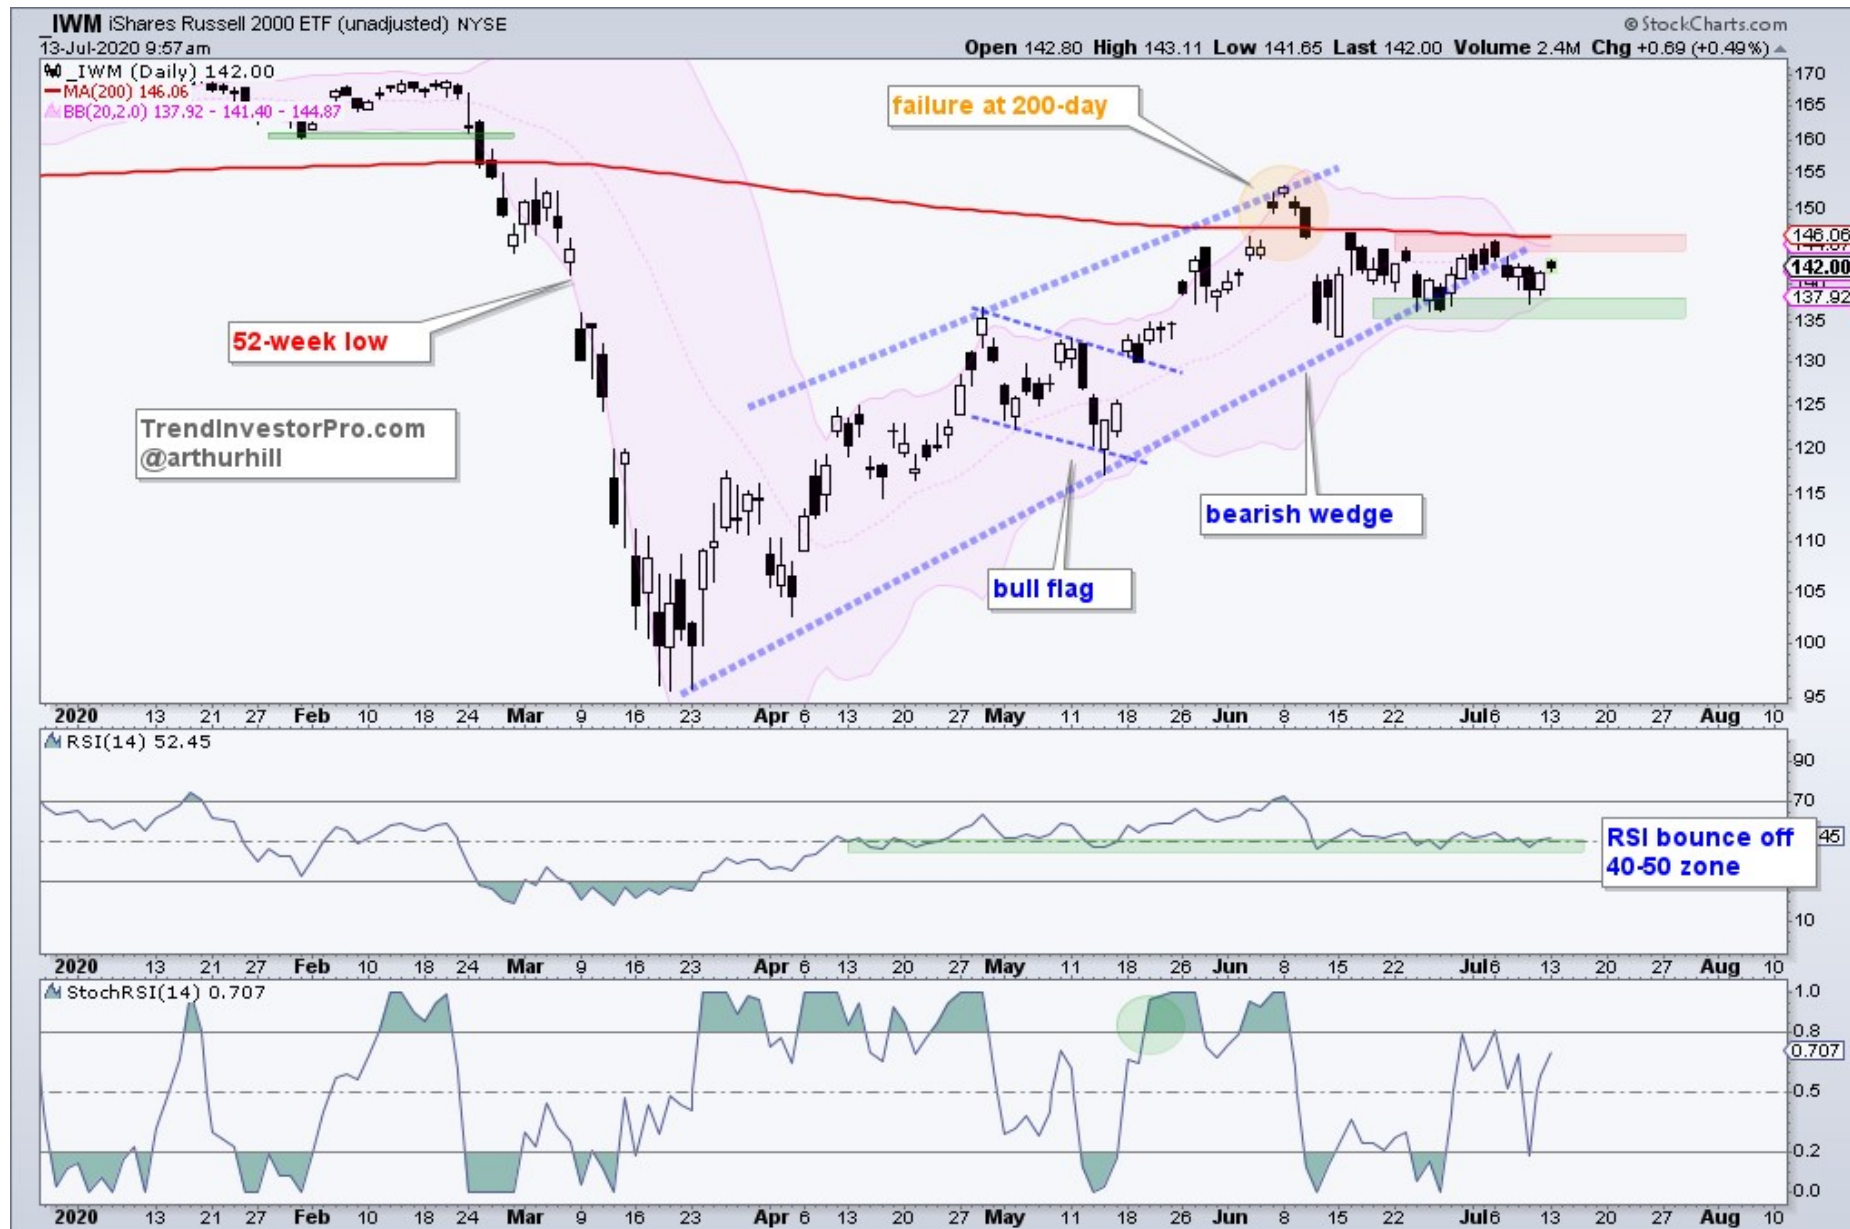 _IWM iShares Russell 2000 ETF (unadjusted) NYSE
© StockCharts.com
13-Jul-2020 9:57am
Open 142.80 High 143.11 Low 141.65 Last 142.00 Volume 2.4M Chg +0.69 (+0.49%)
_IWM (Daily) 142.00
MA(200) 146.06
BB(20,2.0) 137.92 - 141.40 - 144.87
failure at 200-day
52-week low
TrendInvestorPro.com
@arthurhill
bearish wedge
bull flag
170
165
160
155
150
146.06
142.00
137.92
135
130
125
120
115
110
105
100
95
2020 13 21 27 Feb 10 18 24 Mar 9 16 23 Apr 6 13 20 27 May 11 18 26 Jun 8 15 22 Jul 6 13 20 27 Aug 10
RSI(14) 52.45
90
70
45
10
RSI bounce off
40-50 zone
2020 13 21 27 Feb 10 18 24 Mar 9 16 23 Apr 6 13 20 27 May 11 18 26 Jun 8 15 22 Jul 6 13 20 27 Aug 10
StochRSI(14) 0.707
1.0
0.8
0.707
0.5
0.2
0.0
2020 13 21 27 Feb 10 18 24 Mar 9 16 23 Apr 6 13 20 27 May 11 18 26 Jun 8 15 22 Jul 6 13 20 27 Aug 10